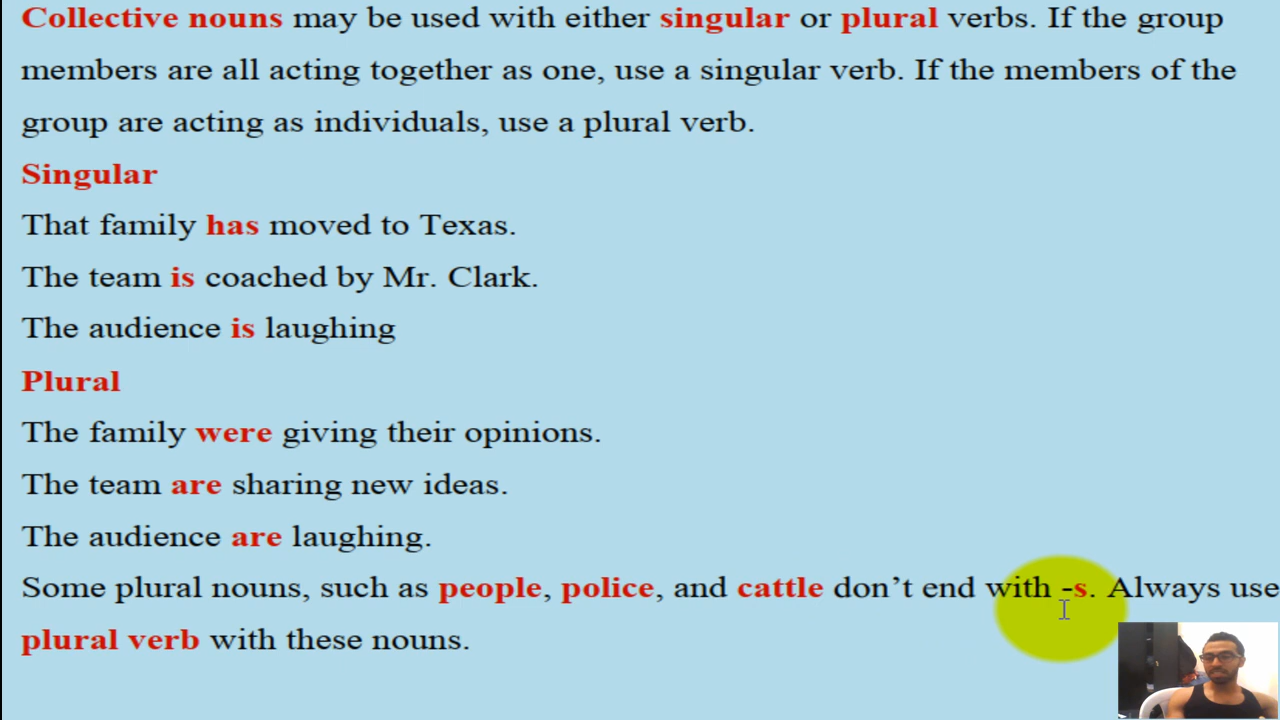 Collective nouns may be used with either singular or plural verbs. If the group
members are all acting together as one, use a singular verb. If the members of the
group are acting as individuals, use a plural verb.
Singular
That family has moved to Texas.
The team is coached by Mr. Clark.
The audience is laughing
Plural
The family were giving their opinions.
The team are sharing new ideas.
The audience are laughing.
Some plural nouns, such as people, police, and cattle don’t end with -s. Always use
plural verb with these nouns.